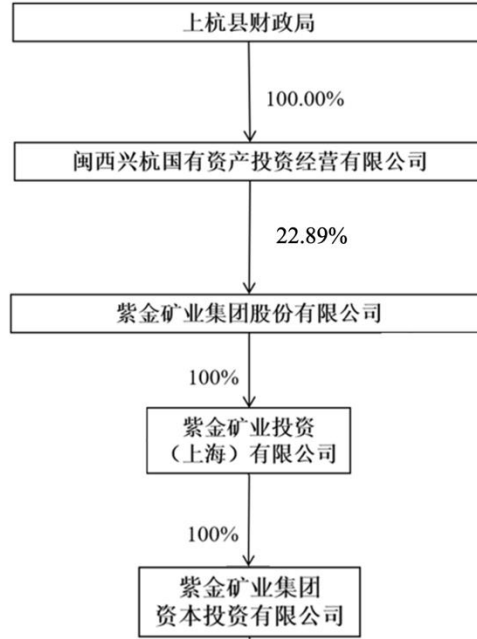 上杭县财政局
100.00%
闽西兴杭国有资产投资经营有限公司
22.89%
紫金矿业集团股份有限公司
100%
紫金矿业投资
（上海）有限公司
100%
紫金矿业集团
资本投资有限公司